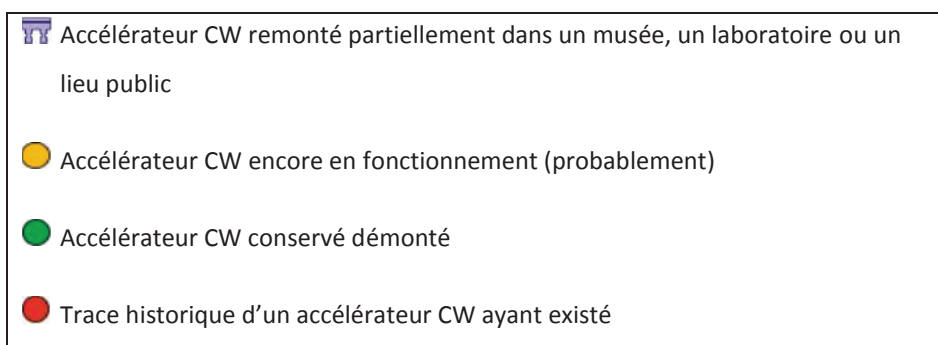 Accélérateur CW remonté partiellement dans un musée, un laboratoire ou un
lieu public
Accélérateur CW encore en fonctionnement (probablement)
Accélérateur CW conservé démonté
Trace historique d’un accélérateur CW ayant existé